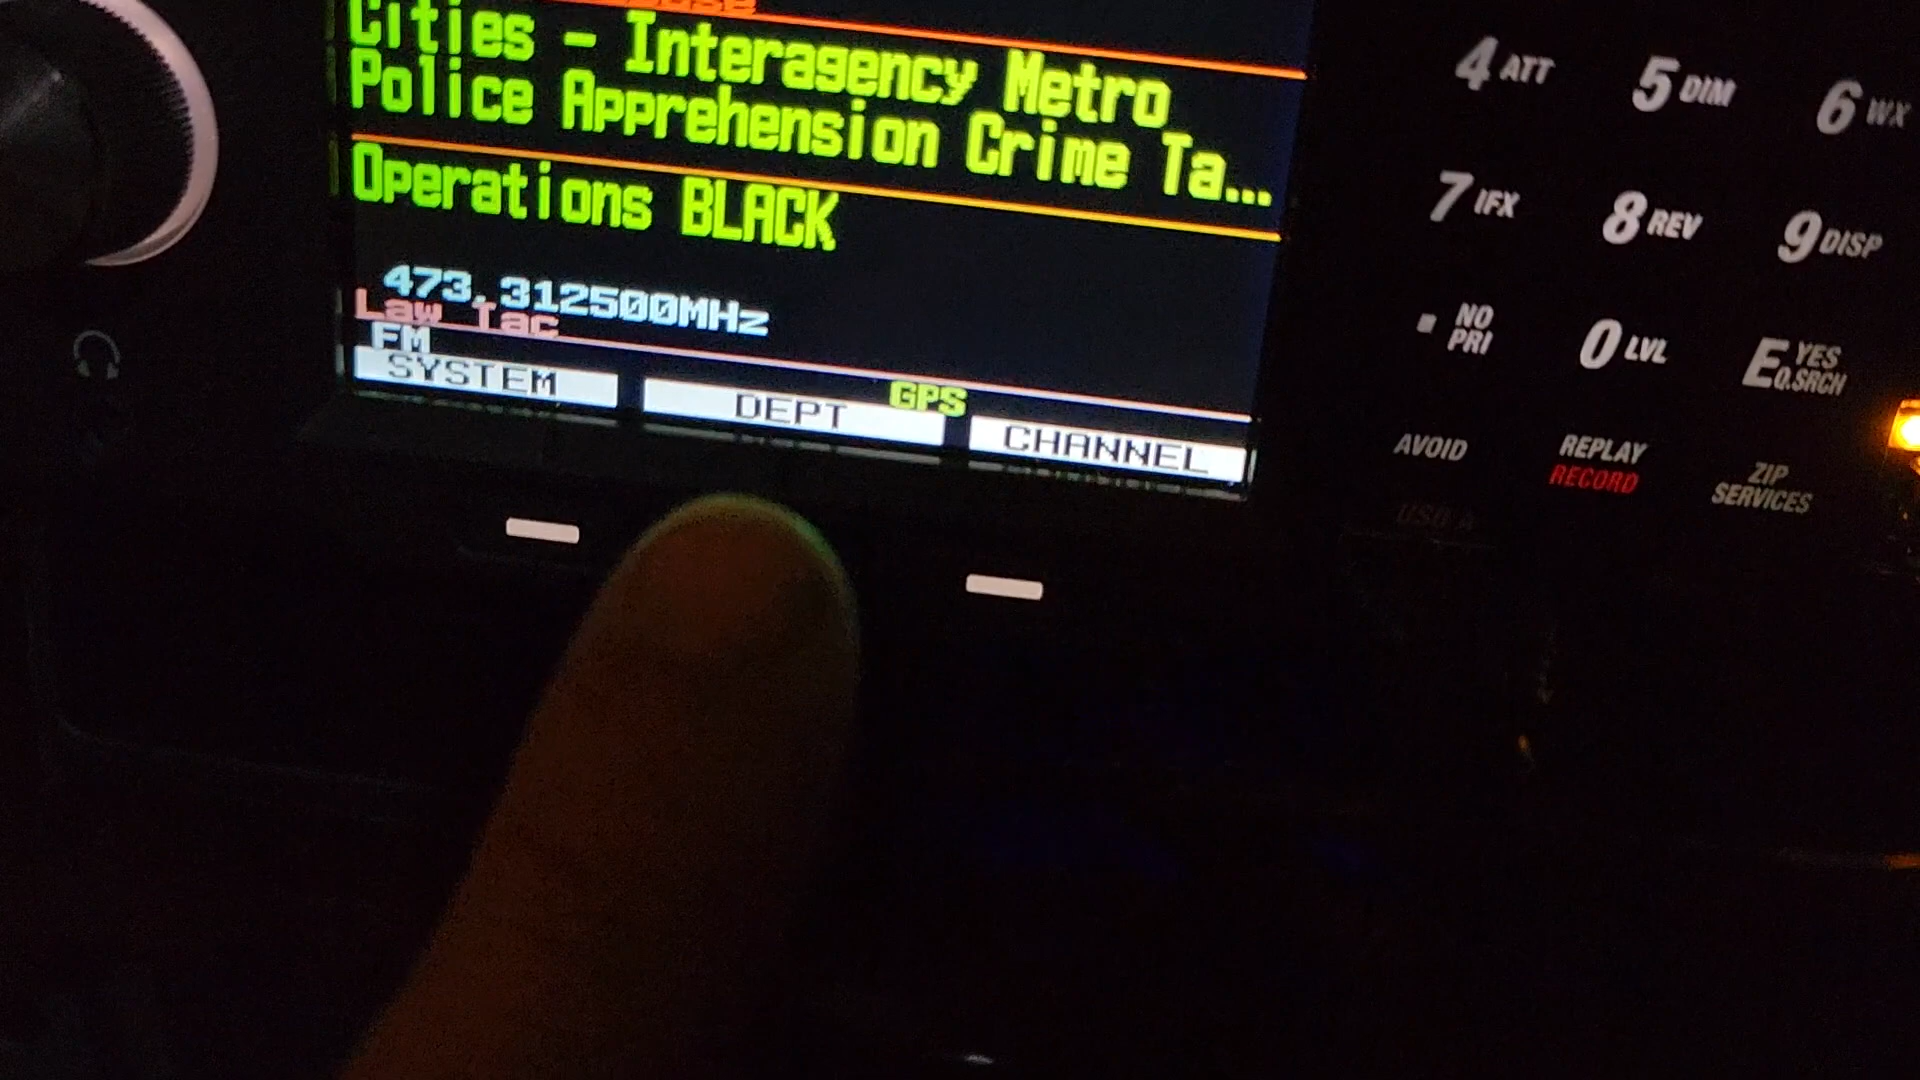 Cities - Interagency Metro
Police Apprehension Crime Ta...
Operations BLACK
473.312500MHz
Law Tac
FM
GPS
SYSTEM DEPT CHANNEL
4 ATT 5 DIM 6 WX
7 IFX 8 REV 9 DISP
. NO PRI 0 LVL E YES Q.SRCH
AVOID REPLAY RECORD ZIP SERVICES
USB A